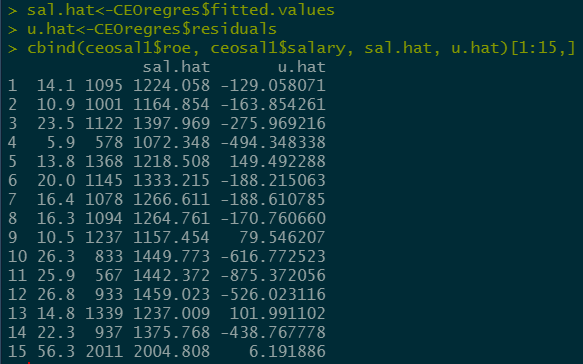 > sal.hat<-CEOregres$fitted.values
> u.hat<-CEOregres$residuals
> cbind(ceosal1$roe, ceosal1$salary, sal.hat, u.hat)[1:15,]
sal.hat u.hat
1 14.1 1095 1224.058 -129.058071
2 10.9 1001 1164.854 -163.854261
3 23.5 1122 1397.969 -275.969216
4 5.9 578 1072.348 -494.348338
5 13.8 1368 1218.508 149.492288
6 20.0 1145 1333.215 -188.215063
7 16.4 1078 1266.611 -188.610785
8 16.3 1094 1264.761 -170.760660
9 10.5 1237 1157.454 79.546207
10 26.3 833 1449.773 -616.772523
11 25.9 567 1442.372 -875.372056
12 26.8 933 1459.023 -526.023116
13 14.8 1339 1237.009 101.991102
14 22.3 937 1375.768 -438.767778
15 56.3 2011 2004.808 6.191886